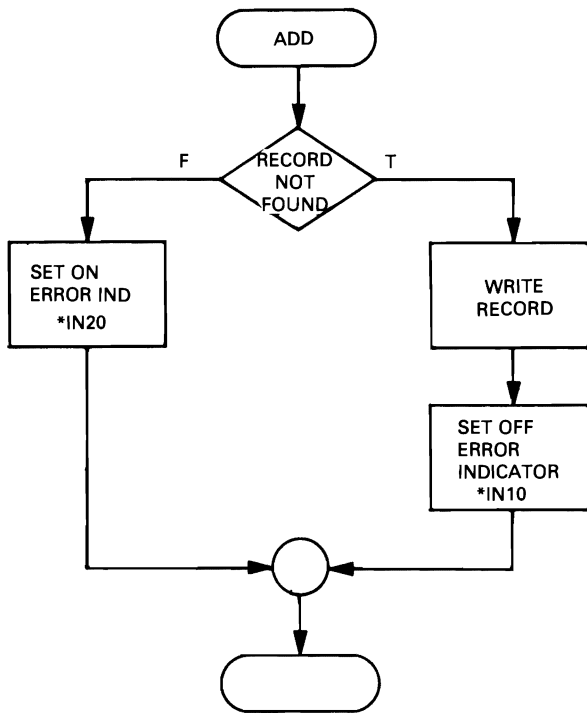 ADD
F
RECORD
NOT
FOUND
T
SET ON
ERROR IND
*IN20
WRITE
RECORD
SET OFF
ERROR
INDICATOR
*IN10